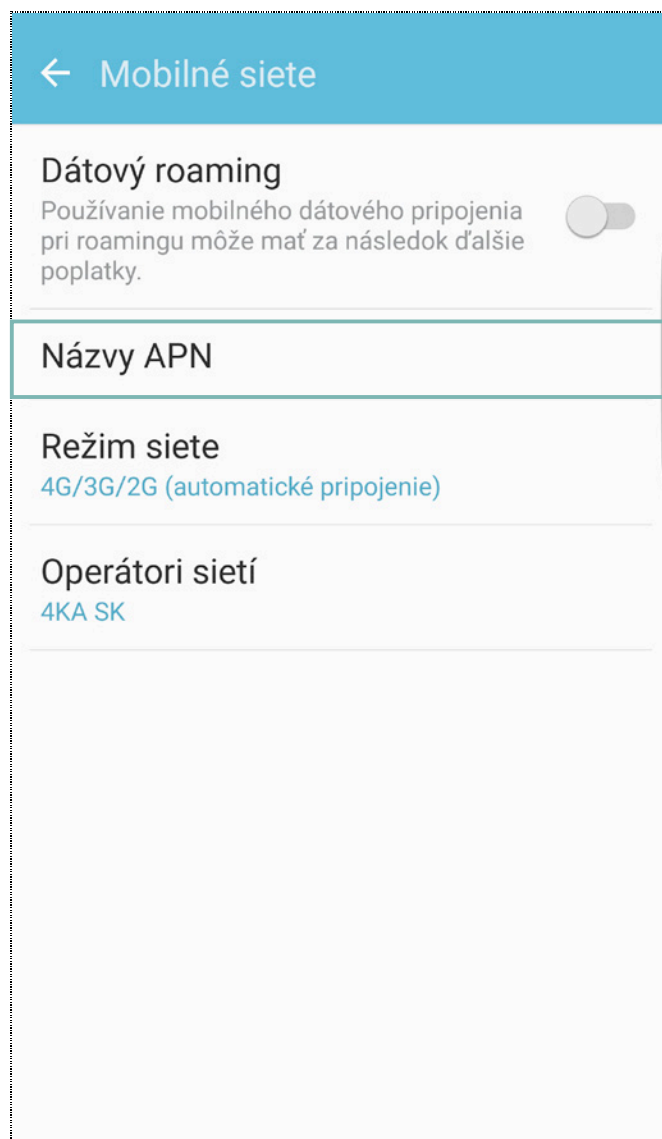 Mobilné siete
Dátový roaming
Používanie mobilného dátového pripojenia
pri roamingu môže mať za následok ďalšie
poplatky.
Názvy APN
Režim siete
4G/3G/2G (automatické pripojenie)
Operátori sietí
4KA SK